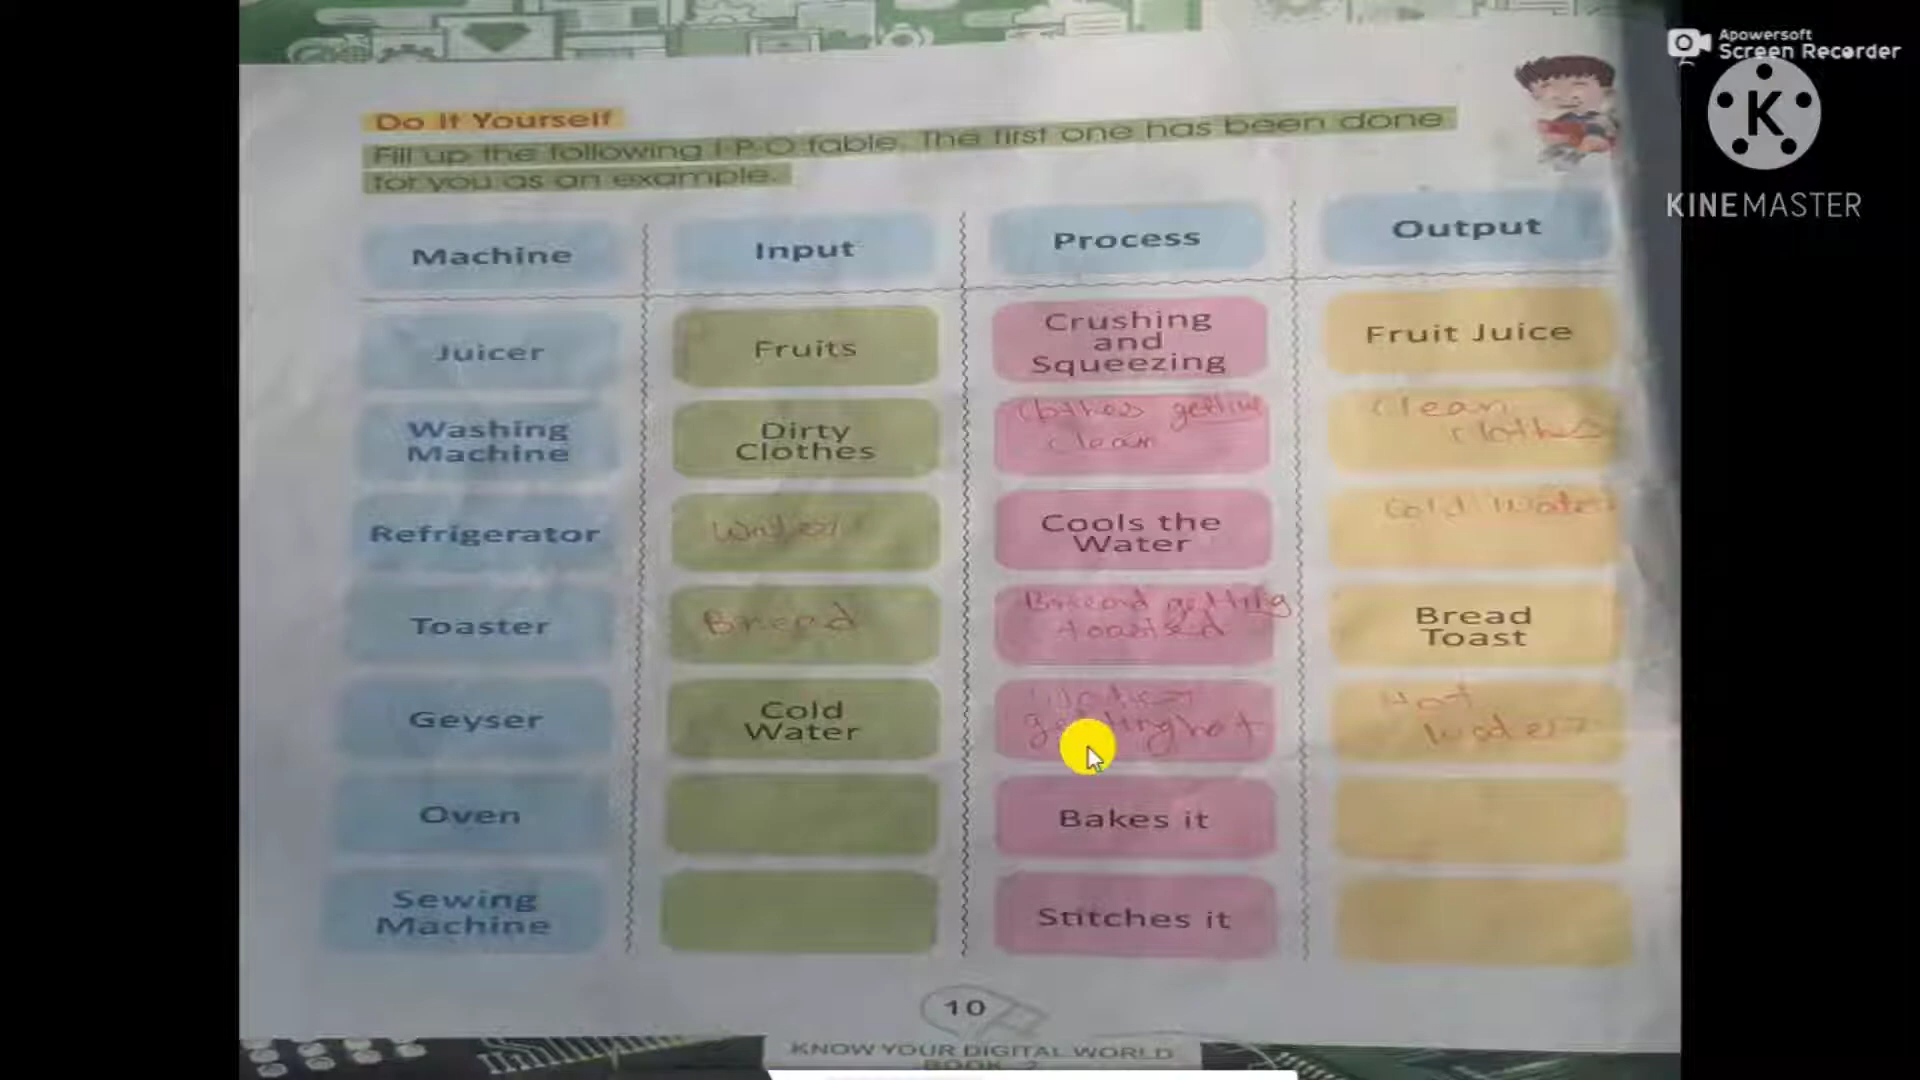 Apowersoft
Screen Recorder
K
KINEMASTER
Do It Yourself
Fill up the following I-P-O table. The first one has been done
for you as an example.
Machine
Input
Process
Output
Juicer
Fruits
Crushing
and
Squeezing
Fruit Juice
Washing
Machine
Dirty
Clothes
Clothes getting
clean
Clean
clothes
Refrigerator
Water
Cools the
Water
Cold Water
Toaster
Bread
Bread getting
toasted
Bread
Toast
Geyser
Cold
Water
Water
getting hot
Hot
water
Oven
Bakes it
Sewing
Machine
Stitches it
10
KNOW YOUR DIGITAL WORLD
BOOK - 2